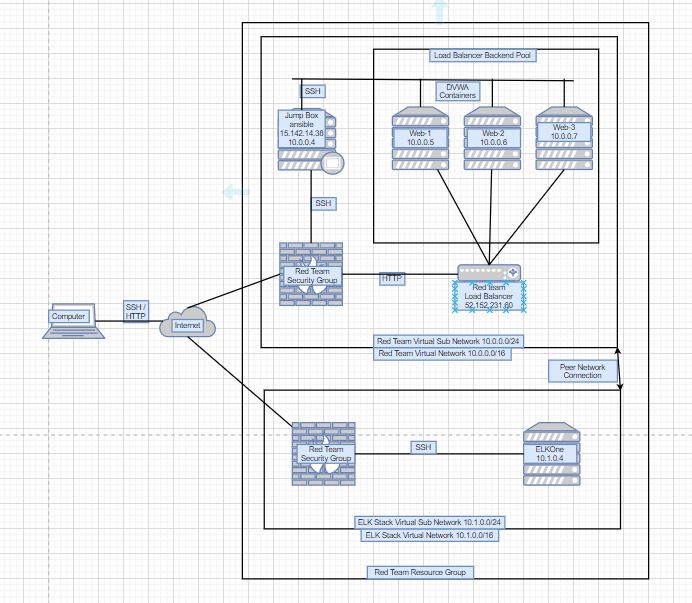 Load Balancer Backend Pool
SSH
DVWA
Containers
Jump Box
ansible
15.142.14.36
10.0.0.4
Web-1
10.0.0.5
Web-2
10.0.0.6
Web-3
10.0.0.7
SSH
Red Team
Security Group
HTTP
Red team
Load Balancer
52.152.231.60
Computer
SSH /
HTTP
Internet
Red Team Virtual Sub Network 10.0.0.0/24
Red Team Virtual Network 10.0.0.0/16
Peer Network
Connection
Red Team
Security Group
SSH
ELKOne
10.1.0.4
ELK Stack Virtual Sub Network 10.1.0.0/24
ELK Stack Virtual Network 10.1.0.0/16
Red Team Resource Group